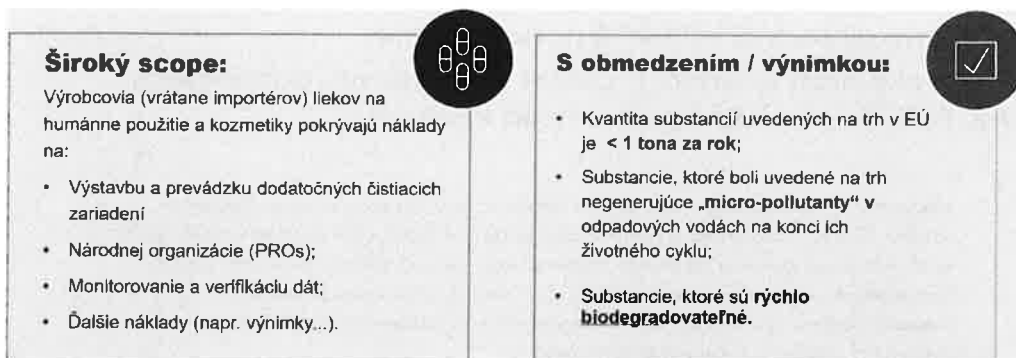 Široký scope:
Výrobcovia (vrátane importérov) liekov na
humánne použitie a kozmetiky pokrývajú náklady
na:
• Výstavbu a prevádzku dodatočných čistiacich
zariadení
• Národnej organizácie (PROs);
• Monitorovanie a verifikáciu dát;
• Ďalšie náklady (napr. výnimky...).
S obmedzením / výnimkou:
• Kvantita substancií uvedených na trh v EÚ
je < 1 tona za rok;
• Substancie, ktoré boli uvedené na trh
negenerujúce „micro-pollutanty" v
odpadových vodách na konci ich
životného cyklu;
• Substancie, ktoré sú rýchlo
biodegradovateľné.